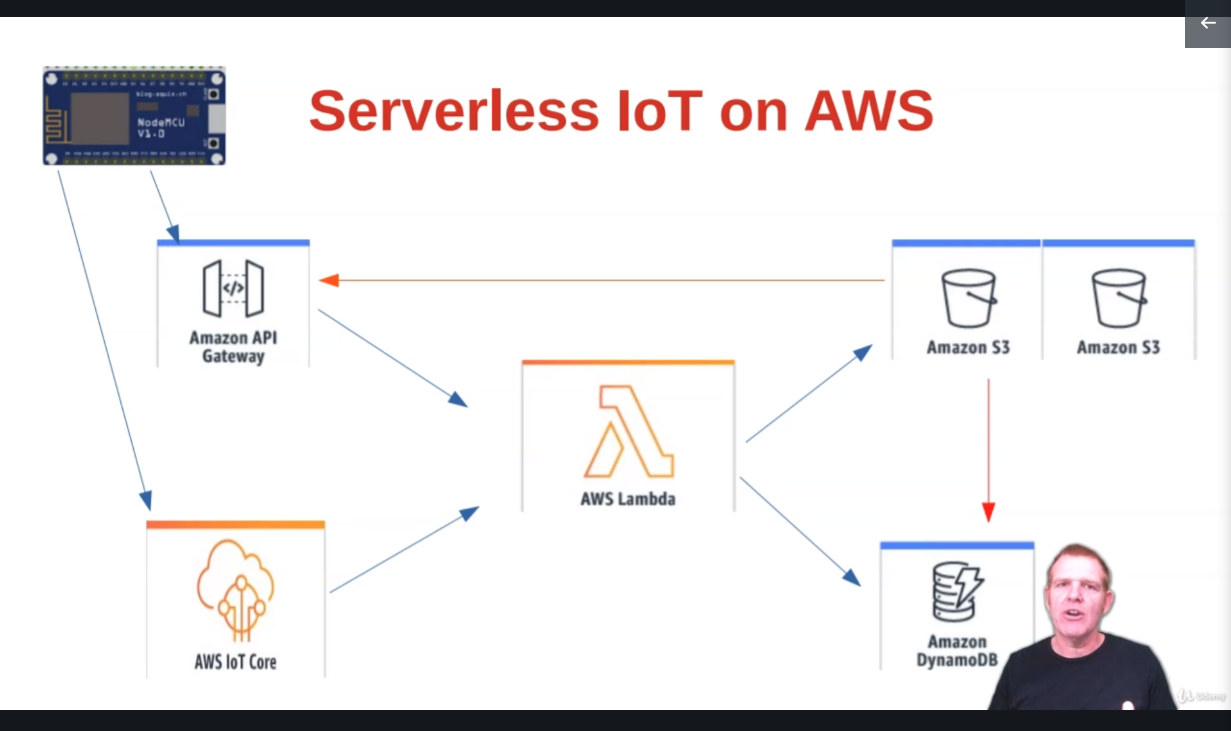 Serverless IoT on AWS
blog-squix-ch
NodeMCU
V1.0
</>
Amazon API
Gateway
Amazon S3
Amazon S3
AWS Lambda
AWS IoT Core
Amazon
DynamoDB
Udemy